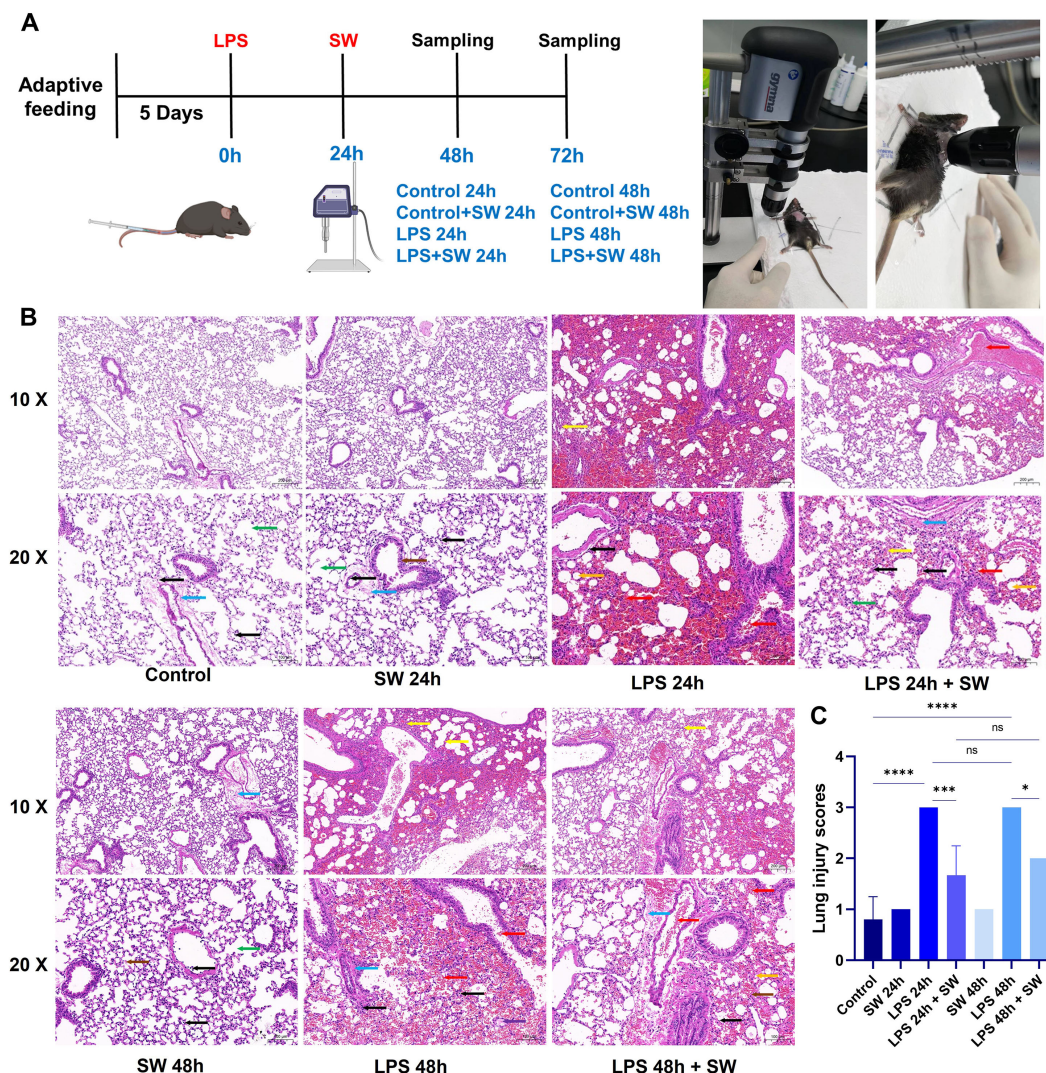 A
LPS SW Sampling Sampling
Adaptive
feeding
5 Days
0h 24h 48h 72h
Control 24h
Control+SW 24h
LPS 24h
LPS+SW 24h
Control 48h
Control+SW 48h
LPS 48h
LPS+SW 48h
gymna
B
10 X
200 μm
20 X
Control SW 24h LPS 24h LPS 24h + SW
10 X
20 X
SW 48h LPS 48h LPS 48h + SW
C
****
ns
ns
**** *** *
Lung injury scores
4
3
2
1
0
Control
SW 24h
LPS 24h
LPS 24h + SW
SW 48h
LPS 48h
LPS 48h + SW